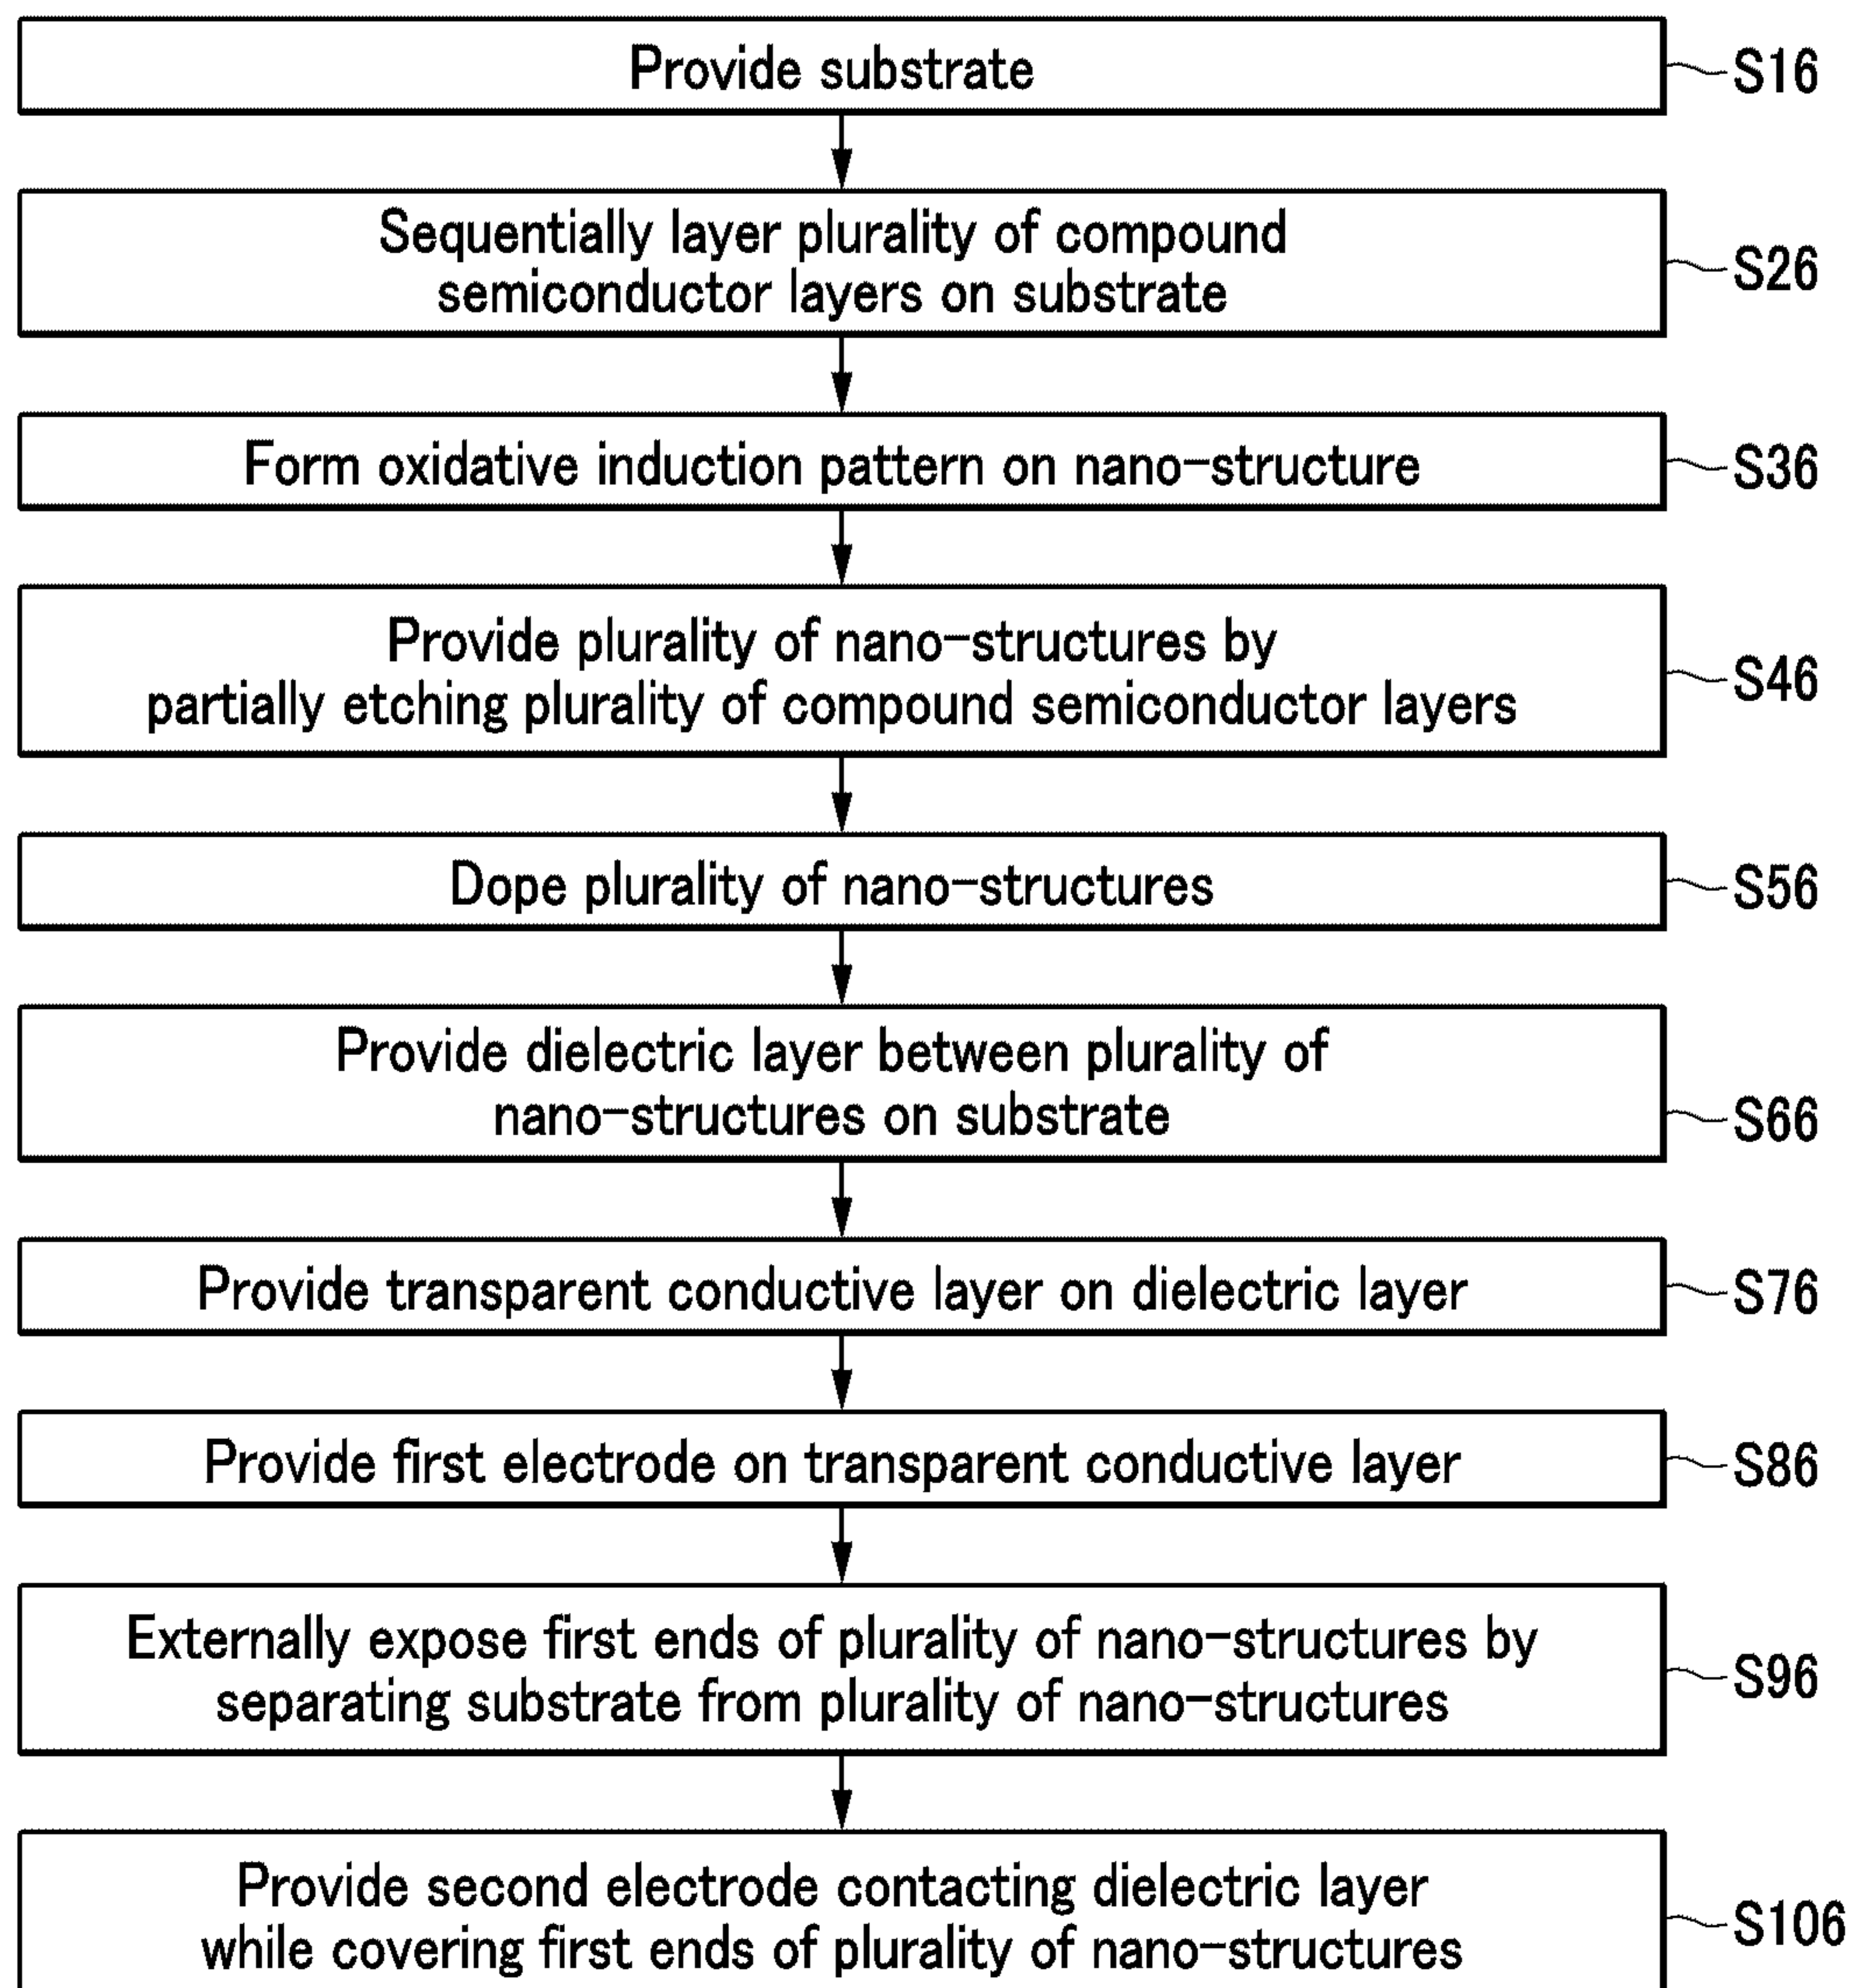 Provide substrate
S16
Sequentially layer plurality of compound
semiconductor layers on substrate
S26
Form oxidative induction pattern on nano-structure
S36
Provide plurality of nano-structures by
partially etching plurality of compound semiconductor layers
S46
Dope plurality of nano-structures
S56
Provide dielectric layer between plurality of
nano-structures on substrate
S66
Provide transparent conductive layer on dielectric layer
S76
Provide first electrode on transparent conductive layer
S86
Externally expose first ends of plurality of nano-structures by
separating substrate from plurality of nano-structures
S96
Provide second electrode contacting dielectric layer
while covering first ends of plurality of nano-structures
S106